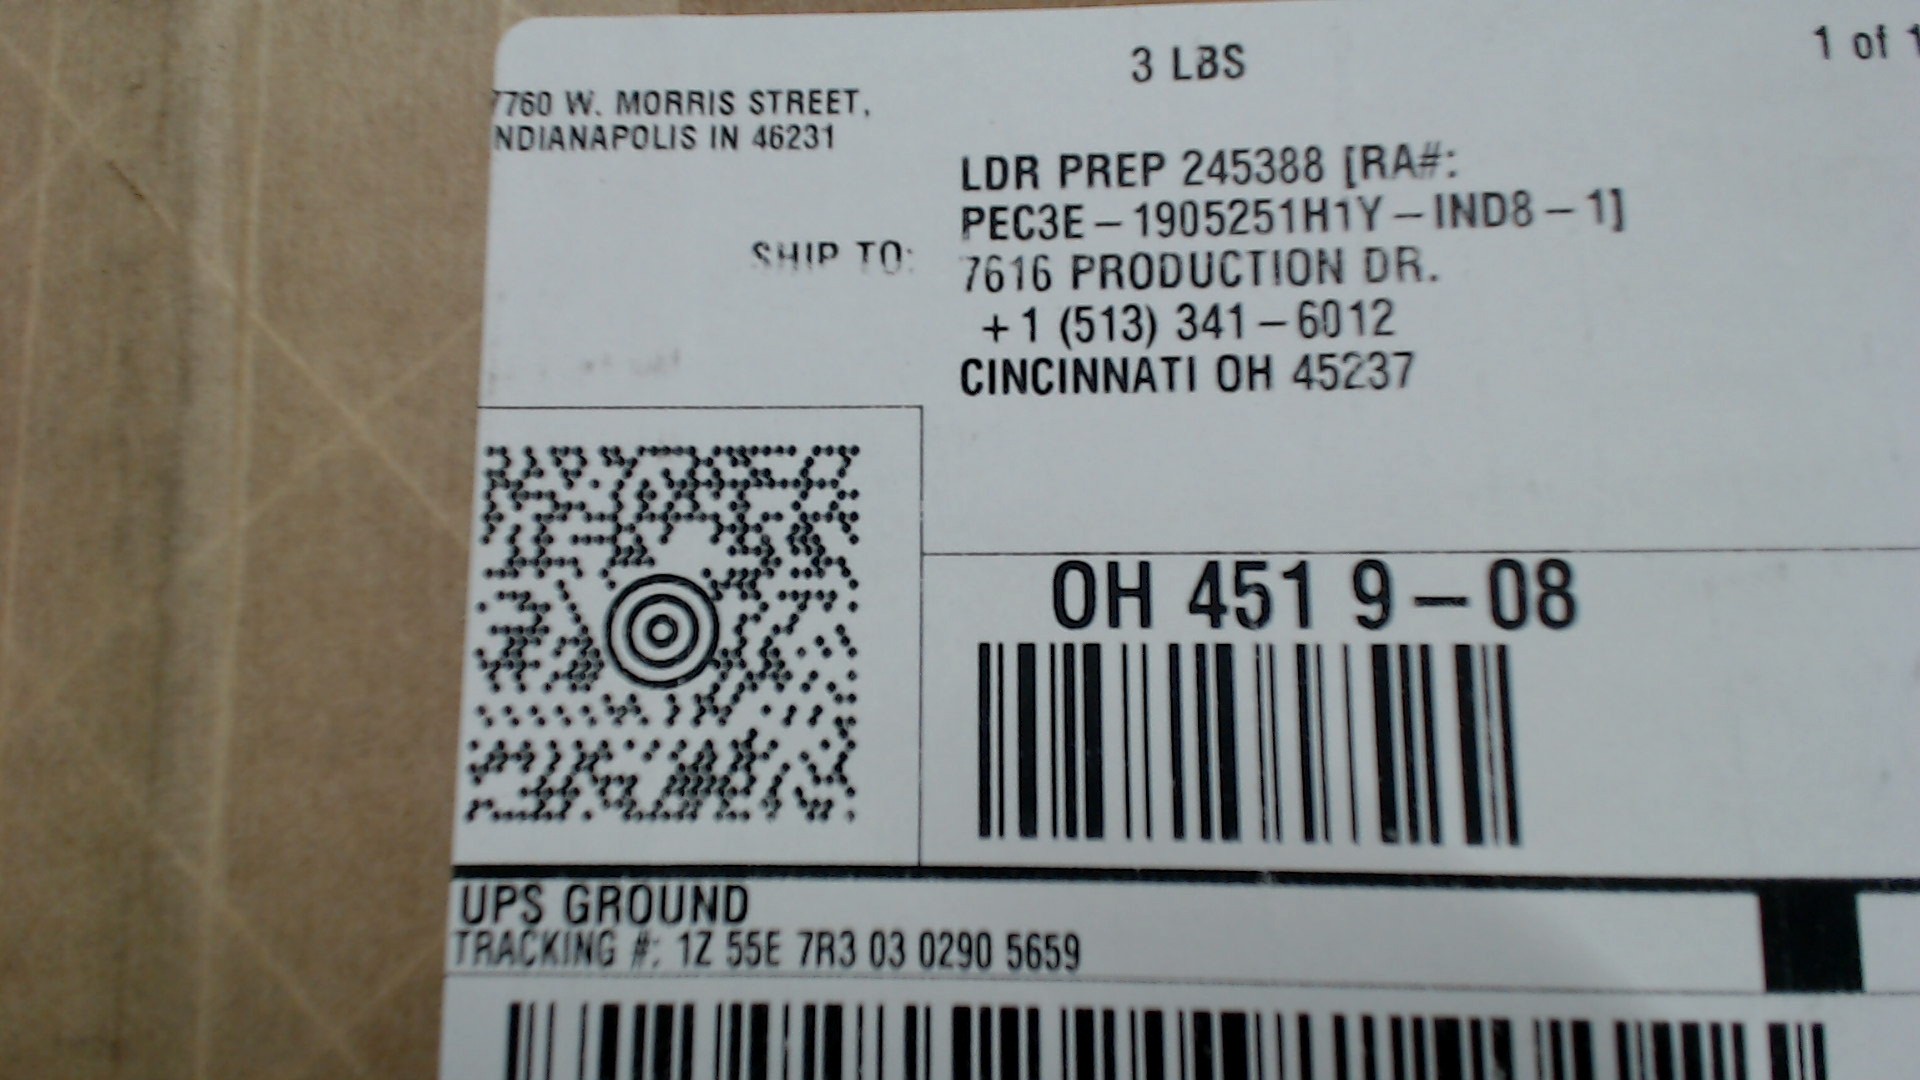 3 LBS
1 of 1
7760 W. MORRIS STREET,
NDIANAPOLIS IN 46231
SHIP TO:
LDR PREP 245388 [RA#:
PEC3E-1905251H1Y-IND8-1]
7616 PRODUCTION DR.
+1 (513) 341-6012
CINCINNATI OH 45237
OH 451 9-08
UPS GROUND
TRACKING #: 1Z 55E 7R3 03 0290 5659